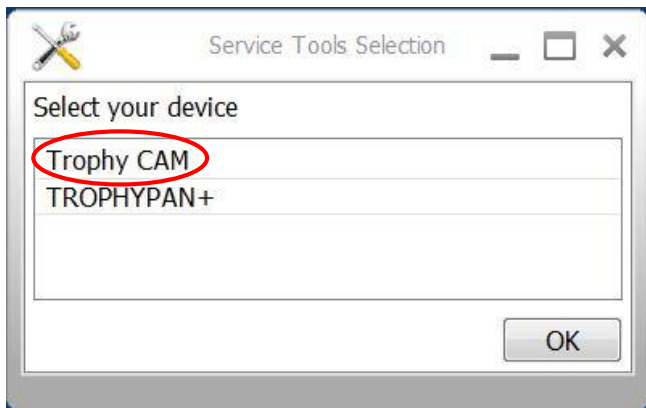 Service Tools Selection
Select your device
Trophy CAM
TROPHYPAN+
OK